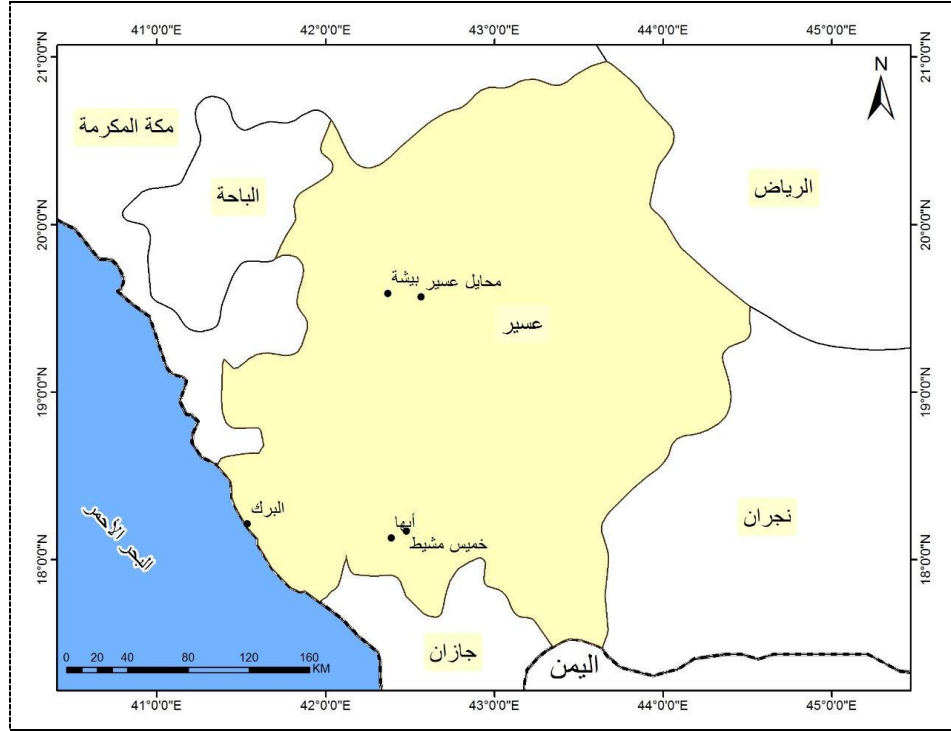 41°0'0"E 42°0'0"E 43°0'0"E 44°0'0"E 45°0'0"E
21°0'0"N
21°0'0"N
N
مكة المكرمة
الباحة
الرياض
20°0'0"N
20°0'0"N
محايل عسير
بيشة
عسير
19°0'0"N
19°0'0"N
البرك
أبها
خميس مشيط
نجران
البحر الأحمر
18°0'0"N
18°0'0"N
جازان
اليمن
0 20 40 80 120 160
KM
41°0'0"E 42°0'0"E 43°0'0"E 44°0'0"E 45°0'0"E